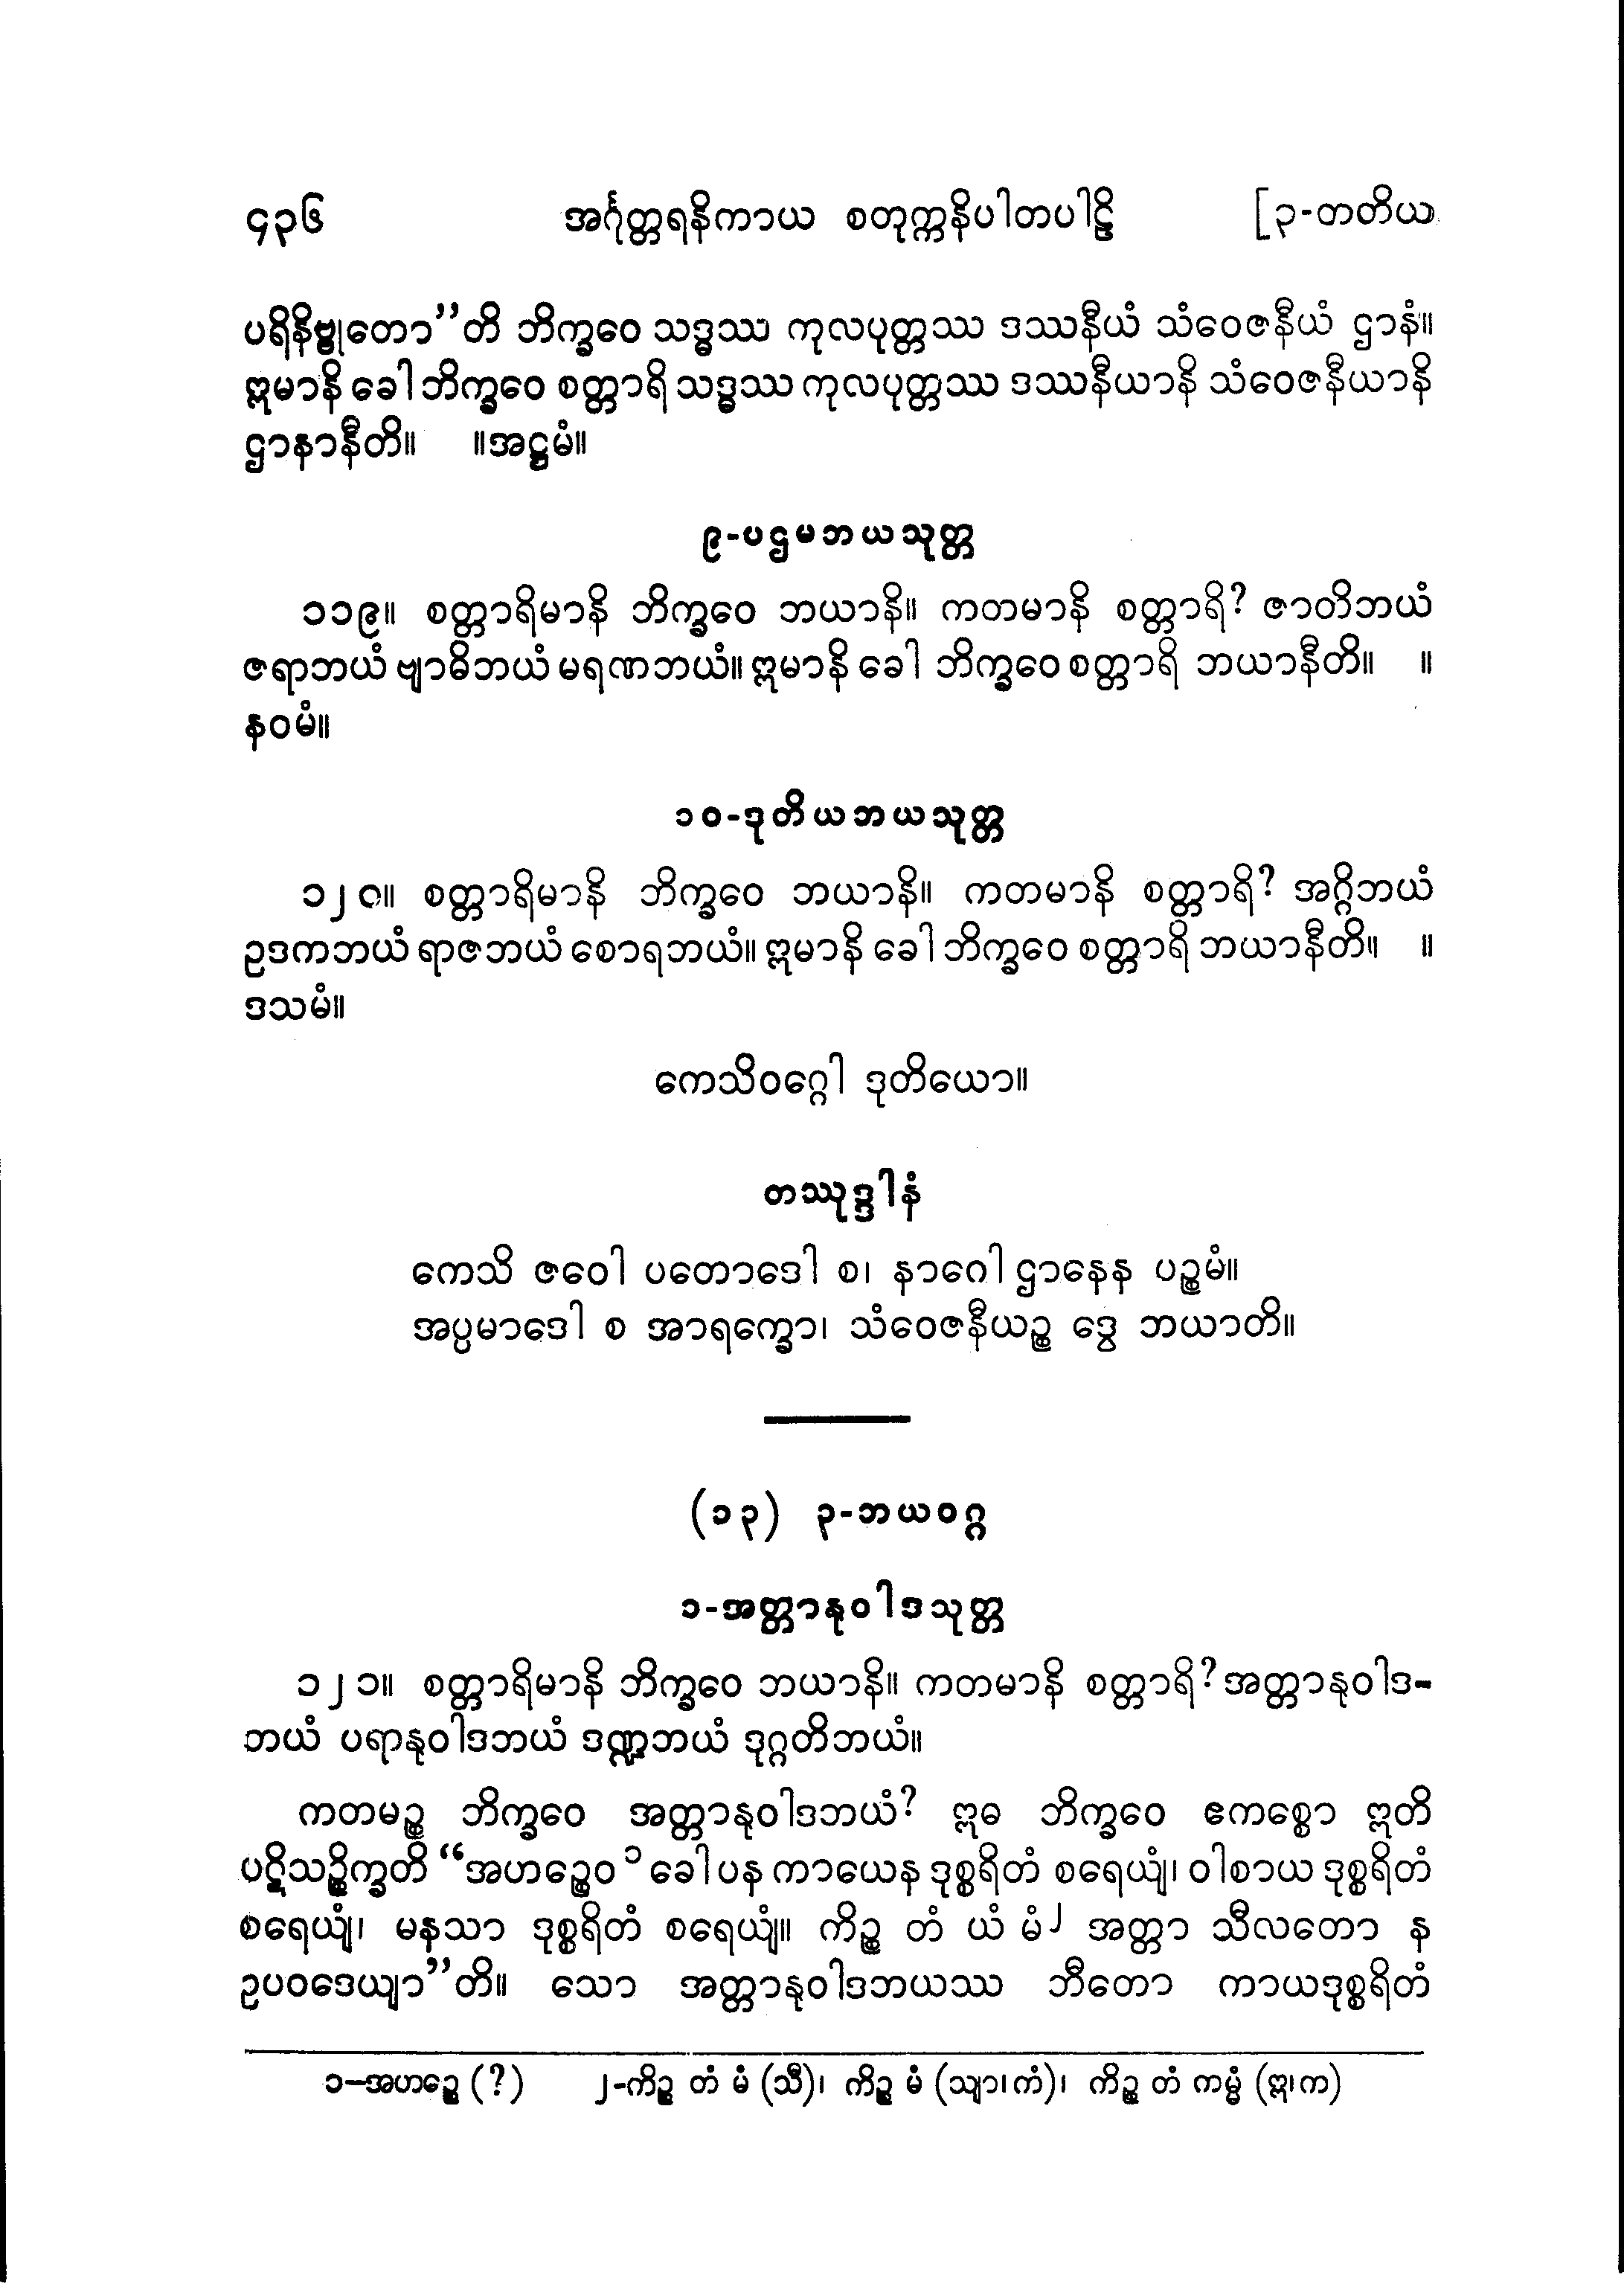 ၄၃၆ အင်္ဂုတ္တရနိကာယ စတုက္ကနိပါတပါဠိ [၃-တတိယ
ပရိနိဗ္ဗုတော”တိ ဘိက္ခဝေ သဒ္ဓဿ ကုလပုတ္တဿ ဒဿနီယံ သံဝေဇနီယံ ဌာနံ။
ဣမာနိ ခေါ ဘိက္ခဝေ စတ္တာရိ သဒ္ဓဿ ကုလပုတ္တဿ ဒဿနီယာနိ သံဝေဇနီယာနိ
ဌာနာနီတိ။ ။အဋ္ဌမံ။
၉-ပဌမဘယသုတ္တ
၁၁၉။ စတ္တာရိမာနိ ဘိက္ခဝေ ဘယာနိ။ ကတမာနိ စတ္တာရိ? ဇာတိဘယံ
ဇရာဘယံ ဗျာဓိဘယံ မရဏဘယံ။ ဣမာနိ ခေါ ဘိက္ခဝေ စတ္တာရိ ဘယာနီတိ။ ။
နဝမံ။
၁၀-ဒုတိယဘယသုတ္တ
၁၂၀။ စတ္တာရိမာနိ ဘိက္ခဝေ ဘယာနိ။ ကတမာနိ စတ္တာရိ? အဂ္ဂိဘယံ
ဥဒကဘယံ ရာဇဘယံ စောရဘယံ။ ဣမာနိ ခေါ ဘိက္ခဝေ စတ္တာရိ ဘယာနီတိ။ ။
ဒသမံ။
ကေသိဝဂ္ဂေါ ဒုတိယော။
တဿုဒ္ဒါနံ
ကေသိ ဇဝေါ ပတောဒေါ စ၊ နာဂေါ ဌာနေန ပဉ္စမံ။
အပ္ပမာဒေါ စ အာရက္ခော၊ သံဝေဇနီယဉ္စ ဒွေ ဘယာတိ။
(၁၃) ၃-ဘယဝဂ္ဂ
၁-အတ္တာနုဝါဒသုတ္တ
၁၂၁။ စတ္တာရိမာနိ ဘိက္ခဝေ ဘယာနိ။ ကတမာနိ စတ္တာရိ? အတ္တာနုဝါဒ-
ဘယံ ပရာနုဝါဒဘယံ ဒဏ္ဍဘယံ ဒုဂ္ဂတိဘယံ။
ကတမဉ္စ ဘိက္ခဝေ အတ္တာနုဝါဒဘယံ? ဣဓ ဘိက္ခဝေ ဧကစ္စော ဣတိ
ပဋိသဉ္စိက္ခတိ “အဟဉ္စေဝ ၁ ခေါ ပန ကာယေန ဒုစ္စရိတံ စရေယျံ၊ ဝါစာယ ဒုစ္စရိတံ
စရေယျံ၊ မနသာ ဒုစ္စရိတံ စရေယျံ။ ကိဉ္စ တံ ယံ မံ ၂ အတ္တာ သီလတော န
ဥပဝဒေယျာ”တိ။ သော အတ္တာနုဝါဒဘယဿ ဘီတော ကာယဒုစ္စရိတံ
၁-အဟဉ္စေ (?) ၂-ကိဉ္စ တံ မံ (သီ)၊ ကိဉ္စ မံ (သျာ၊ကံ)၊ ကိဉ္စ တံ ကမ္မံ (ဣ၊က)